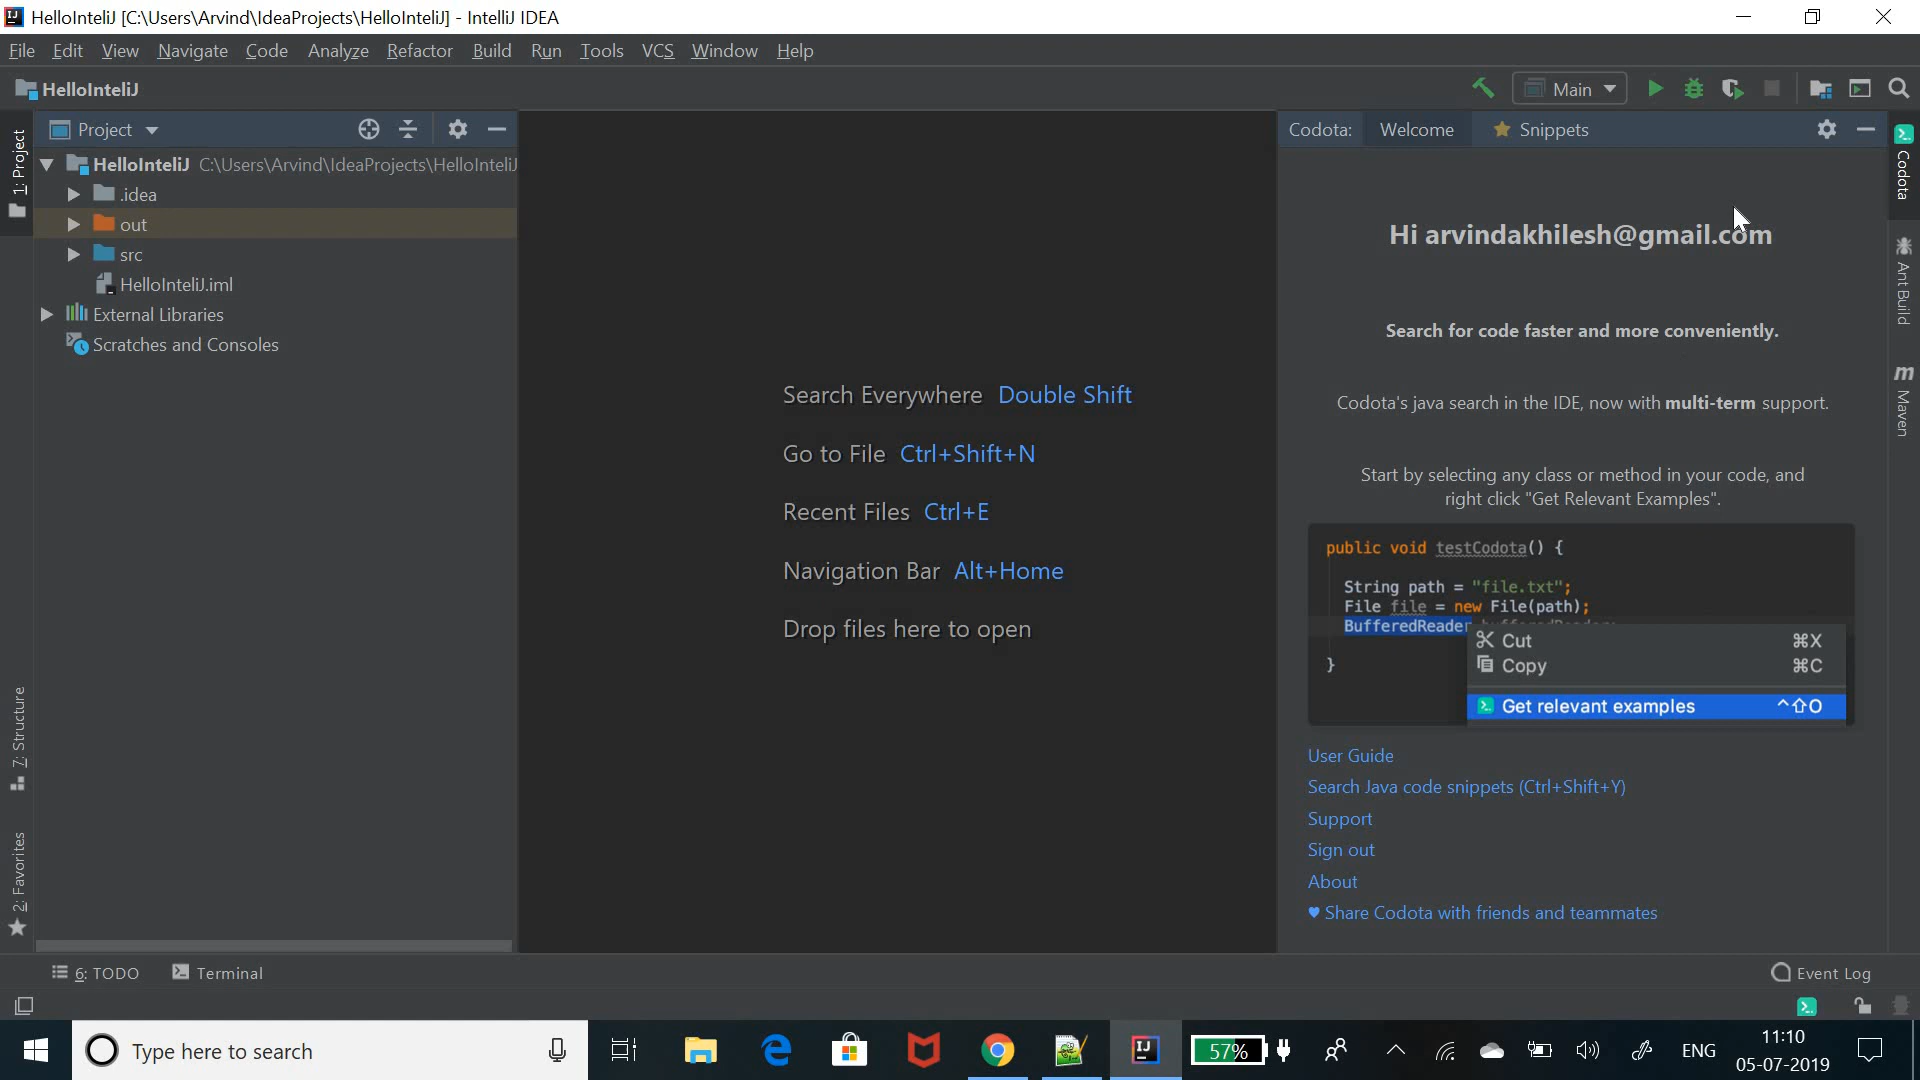 HelloInteliJ [C:\Users\Arvind\IdeaProjects\HelloInteliJ] - IntelliJ IDEA
File Edit View Navigate Code Analyze Refactor Build Run Tools VCS Window Help
HelloInteliJ
Main
1: Project
Project
HelloInteliJ C:\Users\Arvind\IdeaProjects\HelloInteliJ
.idea
out
src
HelloInteliJ.iml
External Libraries
Scratches and Consoles
7: Structure
2: Favorites
Search Everywhere Double Shift
Go to File Ctrl+Shift+N
Recent Files Ctrl+E
Navigation Bar Alt+Home
Drop files here to open
Codota: Welcome Snippets
Hi arvindakhilesh@gmail.com
Search for code faster and more conveniently.
Codota's java search in the IDE, now with multi-term support.
Start by selecting any class or method in your code, and
right click "Get Relevant Examples".
public void testCodota() {
String path = "file.txt";
File file = new File(path);
BufferedReader
}
Cut ⌘X
Copy ⌘C
Get relevant examples ^⇧O
User Guide
Search Java code snippets (Ctrl+Shift+Y)
Support
Sign out
About
♥ Share Codota with friends and teammates
Codota
Ant Build
m Maven
6: TODO Terminal
Event Log
Type here to search
57%
ENG
11:10
05-07-2019